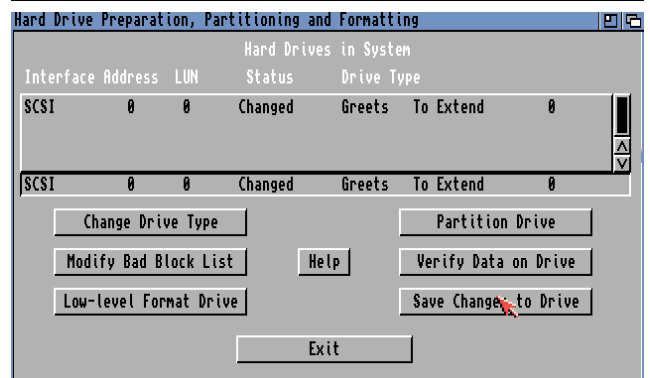 Hard Drive Preparation, Partitioning and Formatting
Hard Drives in System
Interface Address LUN Status Drive Type
SCSI 0 0 Changed Greets To Extend 0
SCSI 0 0 Changed Greets To Extend 0
Change Drive Type Partition Drive
Modify Bad Block List Help Verify Data on Drive
Low-level Format Drive Save Changes to Drive
Exit